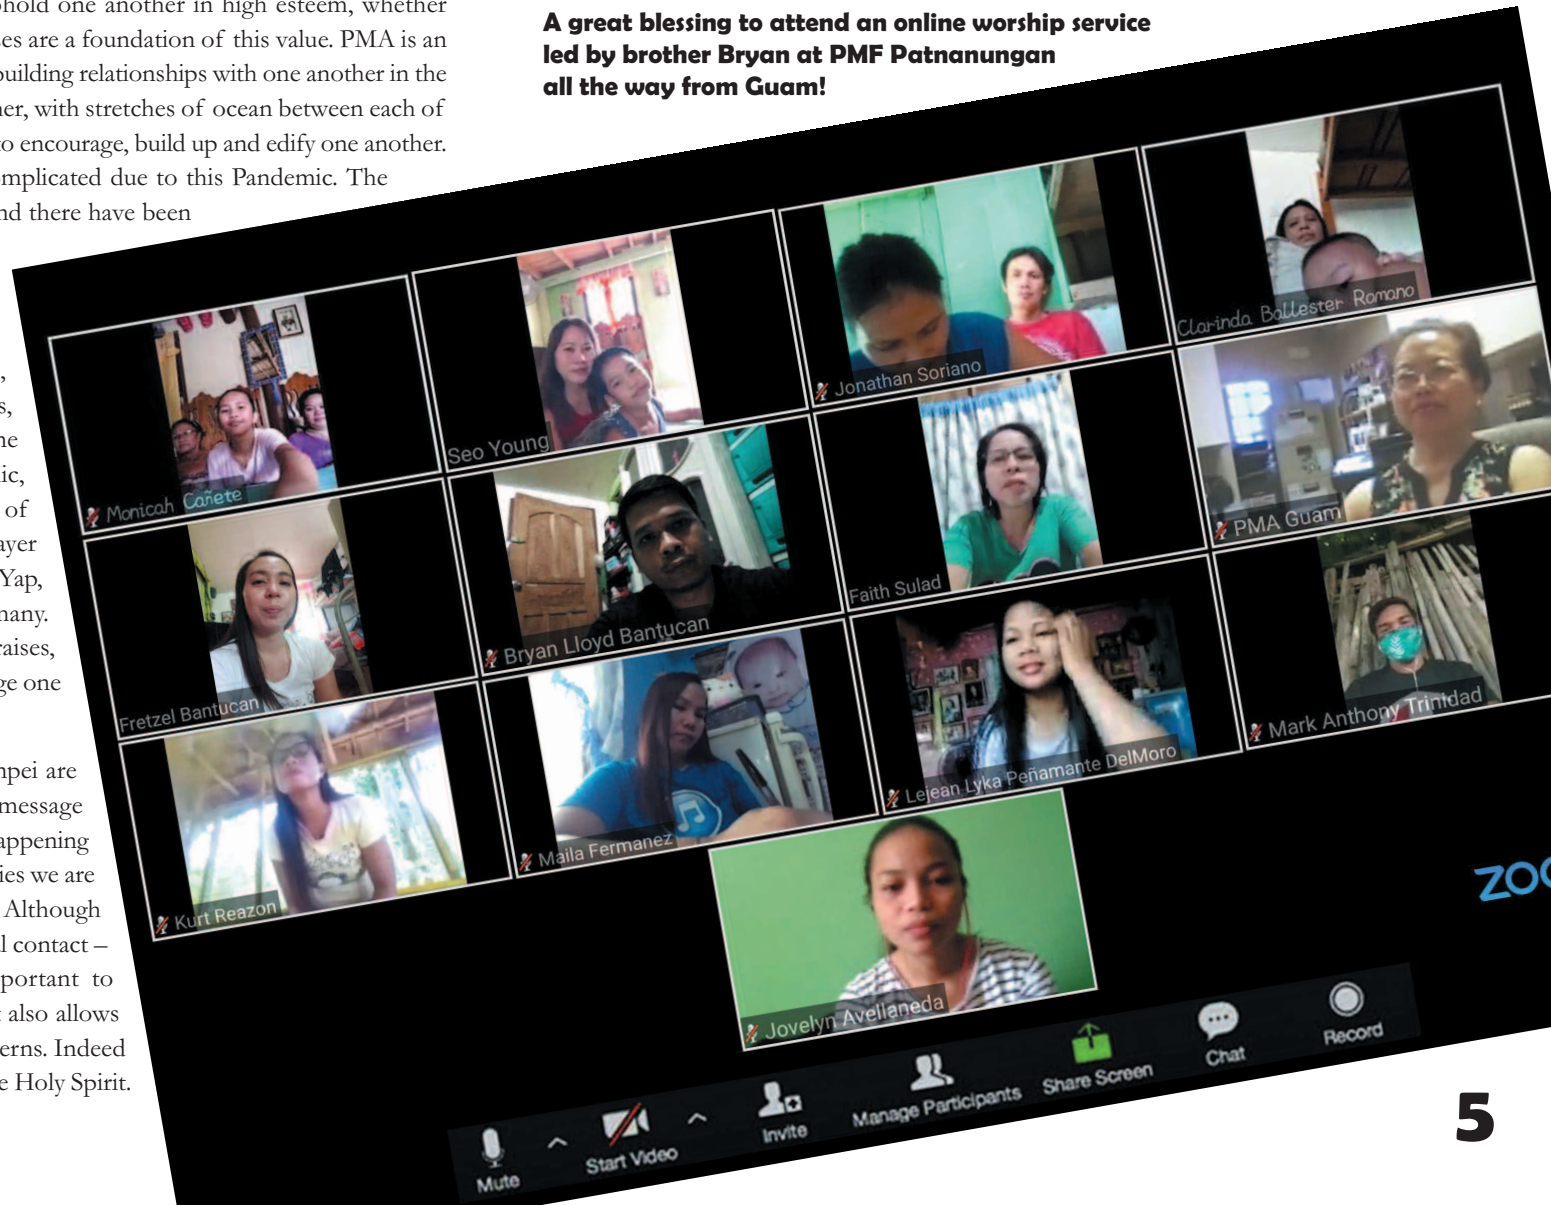 hold one another in high esteem, whether
es are a foundation of this value. PMA is an
building relationships with one another in the
her, with stretches of ocean between each of
to encourage, build up and edify one another.
mplicated due to this Pandemic. The
nd there have been
,
s,
ne
ic,
of
ayer
Yap,
many.
raises,
ge one
npei are
message
appening
ies we are
Although
l contact –
portant to
t also allows
erns. Indeed
e Holy Spirit.
A great blessing to attend an online worship service
led by brother Bryan at PMF Patnanungan
all the way from Guam!
Monicah Cañete
Seo Young
Jonathan Soriano
Clarinda Ballester Romano
Fretzel Bantucan
Bryan Lloyd Bantucan
Faith Sulad
PMA Guam
Kurt Reazon
Maila Fermanez
Lejean Lyka Peñamante DelMoro
Mark Anthony Trinidad
Jovelyn Avellaneda
zoo
Mute
Start Video
Invite
Manage Participants
Share Screen
Chat
Record
5